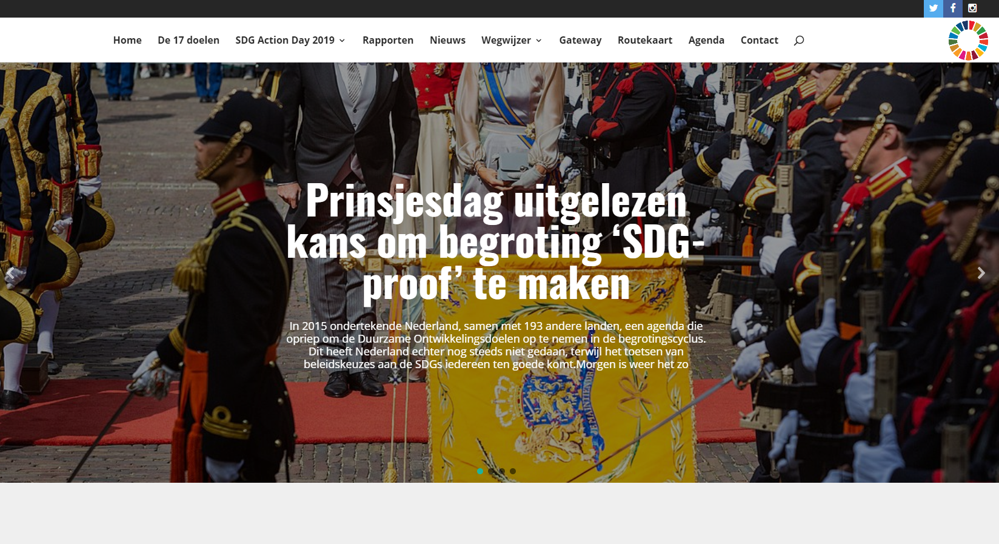 Home De 17 doelen SDG Action Day 2019 Rapporten Nieuws Wegwijzer Gateway Routekaart Agenda Contact
Prinsjesdag uitgelezen
kans om begroting ‘SDG-
proof’ te maken
In 2015 ondertekende Nederland, samen met 193 andere landen, een agenda die
opriep om de Duurzame Ontwikkelingsdoelen op te nemen in de begrotingscyclus.
Dit heeft Nederland echter nog steeds niet gedaan, terwijl het toetsen van
beleidskeuzes aan de SDGs iedereen ten goede komt.Morgen is weer het zo
JE MAINTIENDRAI